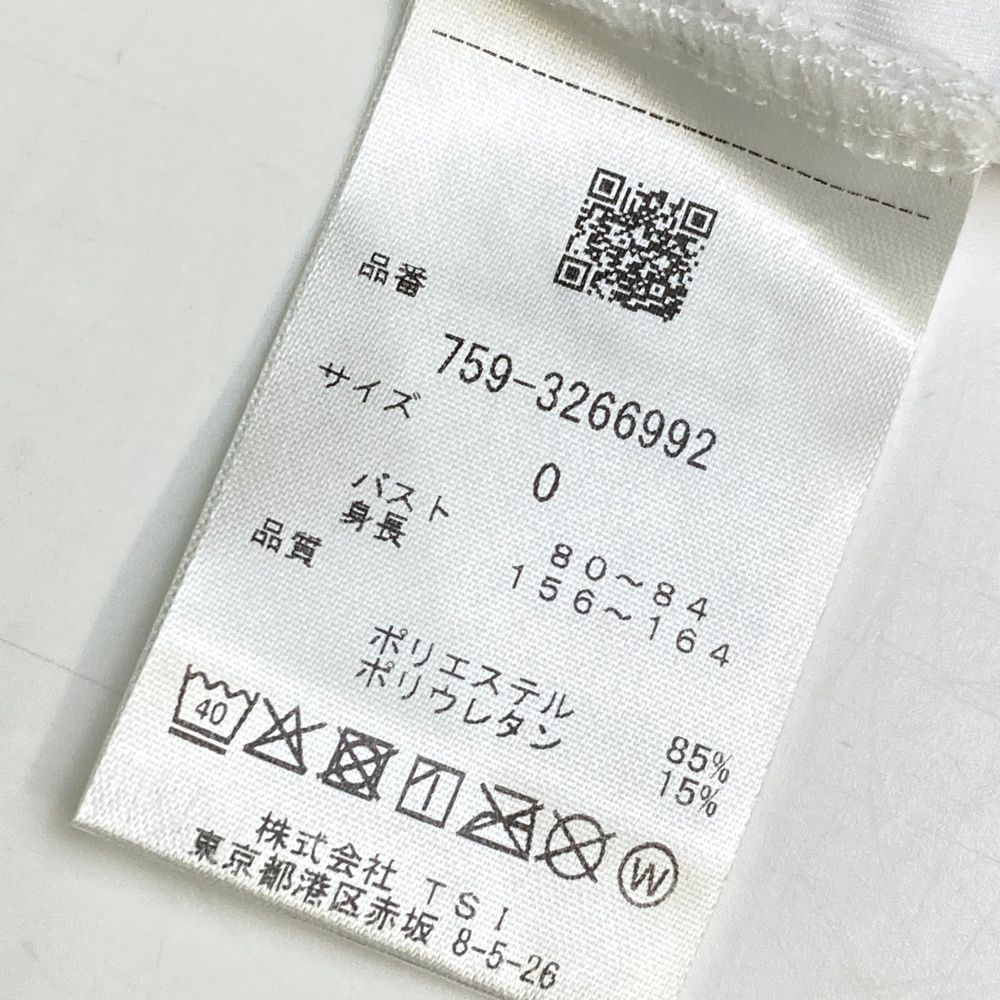 品番
759-3266992
サイズ
0
バスト 80~84
身長 156~164
品質
ポリエステル 85%
ポリウレタン 15%
40
W
株式会社 TSI
東京都港区赤坂 8-5-26